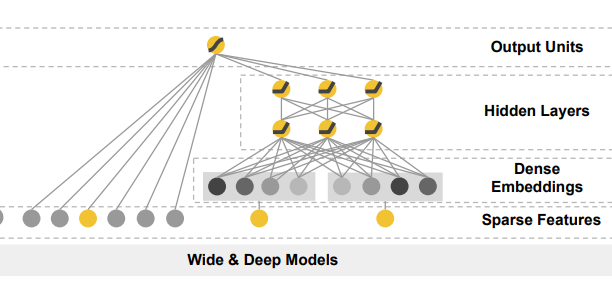 Output Units
Hidden Layers
Dense
Embeddings
Sparse Features
Wide & Deep Models